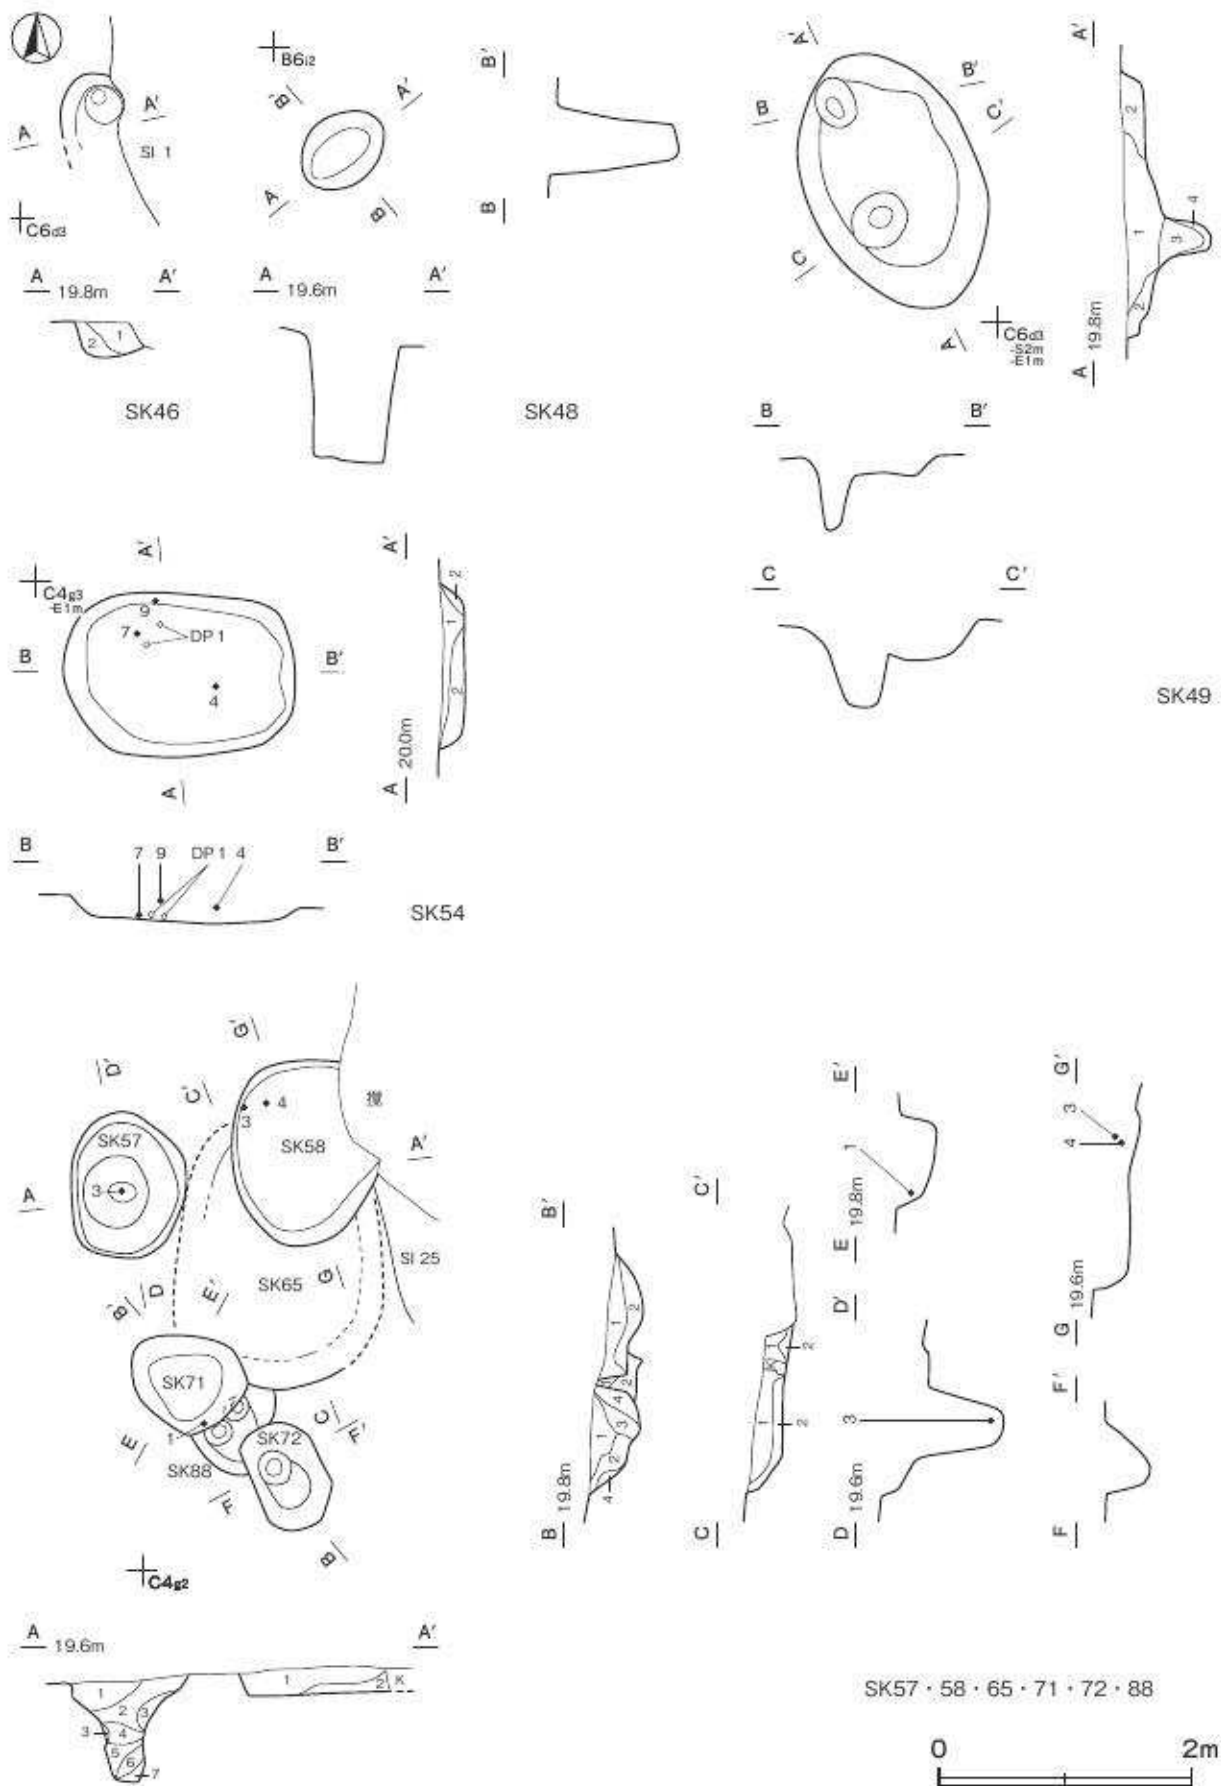 B6i2
A A'
SI 1
C6d3
B B'
A A'
B B'
A 19.8m A'
2 1
SK46
A 19.6m A'
SK48
A A'
B B'
C C'
C6d3
-S2m
-E1m
A 19.8m A'
2 1 3 4 2
B B'
C C'
SK49
C4g3
-E1m
A A'
B B'
9
7 DP1
4
A 20.0m A'
2 1 2
B B'
7 9 DP1 4
SK54
D D'
C C'
G G'
SK57
3
3 4
SK58
撹
A A'
SI 25
SK65
B B'
E E'
SK71
1
SK72
SK88
F F'
C4g2
B 19.8m B'
1 2 2 4 3 1 2 4
C C'
1 2 K 1 2
E 19.8m E'
1
D 19.6m D'
3
G 19.6m G'
3
4
F F'
A 19.6m A'
1 2 3 3 4 5 6 7
1 2 K
SK57・58・65・71・72・88
0 2m